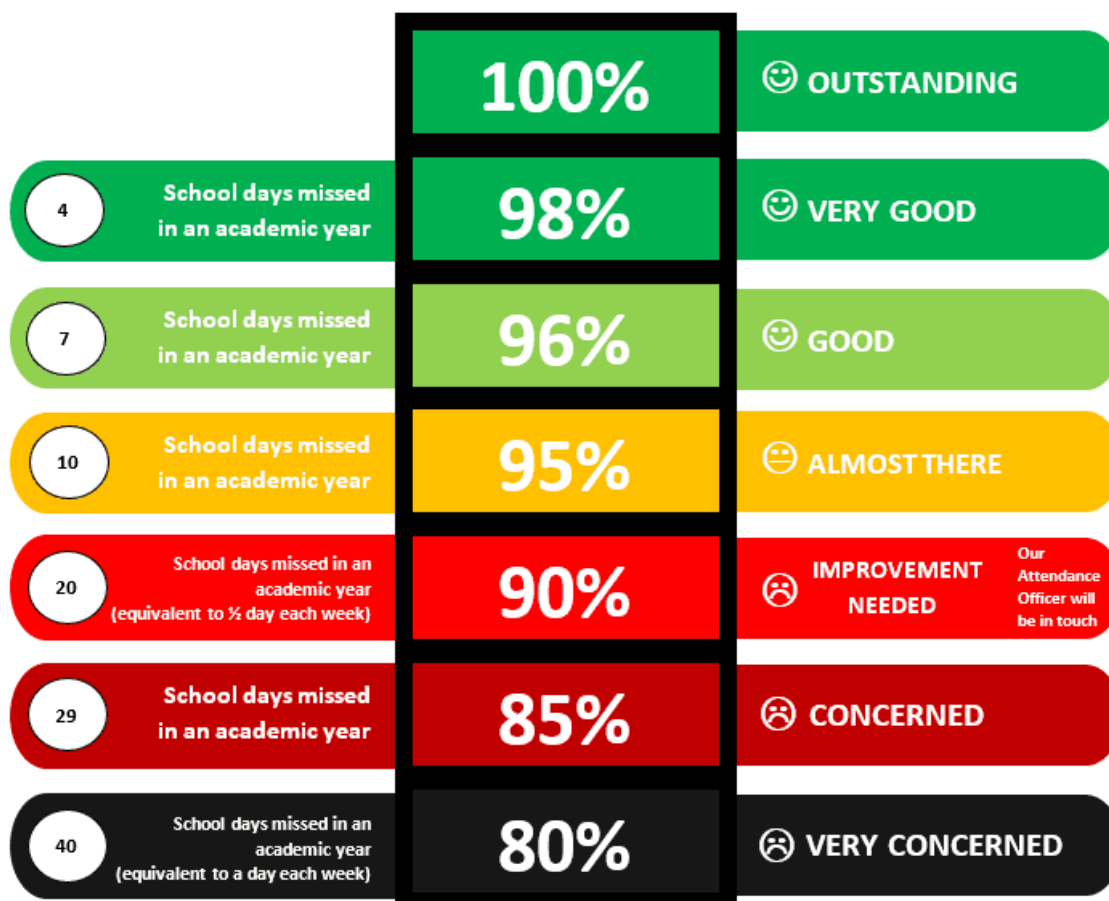 100%
OUTSTANDING
4
School days missed
in an academic year
98%
VERY GOOD
7
School days missed
in an academic year
96%
GOOD
10
School days missed
in an academic year
95%
ALMOST THERE
20
School days missed in an
academic year
(equivalent to ½ day each week)
90%
IMPROVEMENT
NEEDED
Our
Attendance
Officer will
be in touch
29
School days missed
in an academic year
85%
CONCERNED
40
School days missed in an
academic year
(equivalent to a day each week)
80%
VERY CONCERNED